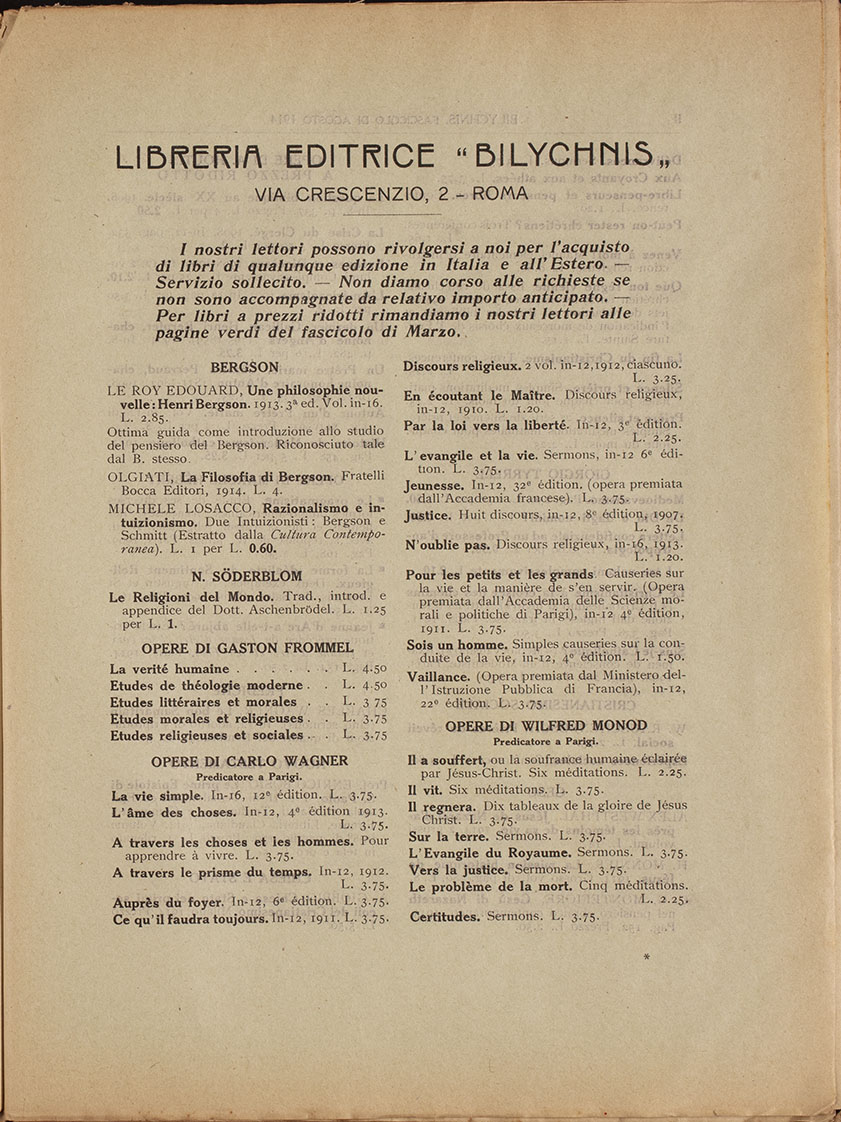 LIBRERIA EDITRICE “BILYCHNIS„
VIA CRESCENZIO, 2 - ROMA
I nostri lettori possono rivolgersi a noi per l'acquisto
di libri di qualunque edizione in Italia e all'Estero. —
Servizio sollecito. — Non diamo corso alle richieste se
non sono accompagnate da relativo importo anticipato. —
Per libri a prezzi ridotti rimandiamo i nostri lettori alle
pagine verdi del fascicolo di Marzo.
BERGSON
LE ROY EDOUARD, Une philosophie nou-
velle: Henri Bergson. 1913. 3ª ed. Vol. in-16.
L. 2.85.
Ottima guida come introduzione allo studio
del pensiero del Bergson. Riconosciuto tale
dal B. stesso.
OLGIATI, La Filosofia di Bergson. Fratelli
Bocca Editori, 1914. L. 4.
MICHELE LOSACCO, Razionalismo e in-
tuizionismo. Due Intuizionisti: Bergson e
Schmitt (Estratto dalla Cultura Contempo-
ranea). L. 1 per L. 0.60.
N. SÖDERBLOM
Le Religioni del Mondo. Trad., introd. e
appendice del Dott. Aschenbrödel. L. 1.25
per L. 1.
OPERE DI GASTON FROMMEL
La verité humaine . . . . . . L. 4.50
Etudes de théologie moderne . . L. 4.50
Etudes littéraires et morales . . L. 3 75
Etudes morales et religieuses . . L. 3.75
Etudes religieuses et sociales . . L. 3.75
OPERE DI CARLO WAGNER
Predicatore a Parigi.
La vie simple. In-16, 12e édition. L. 3.75.
L'âme des choses. In-12, 4e édition 1913.
L. 3.75.
A travers les choses et les hommes. Pour
apprendre à vivre. L. 3.75.
A travers le prisme du temps. In-12, 1912.
L. 3.75.
Auprès du foyer. In-12, 6e édition. L. 3.75.
Ce qu'il faudra toujours. In-12, 1911. L. 3.75.
Discours religieux. 2 vol. in-12, 1912, ciascuno.
L. 3.25.
En écoutant le Maître. Discours religieux,
in-12, 1910. L. 1.20.
Par la loi vers la liberté. In-12, 3e édition.
L. 2.25.
L'evangile et la vie. Sermons, in-12 6e édi-
tion. L. 3.75.
Jeunesse. In-12, 32e édition. (opera premiata
dall'Accademia francese). L. 3.75.
Justice. Huit discours, in-12, 8e édition, 1907.
L. 3.75.
N'oublie pas. Discours religieux, in-16, 1913.
L. 1.20.
Pour les petits et les grands Causeries sur
la vie et la manière de s'en servir. (Opera
premiata dall'Accademia delle Scienze mo-
rali e politiche di Parigi), in-12 4e édition,
1911. L. 3.75.
Sois un homme. Simples causeries sur la con-
duite de la vie, in-12, 4e édition. L. 1.50.
Vaillance. (Opera premiata dal Ministero del-
l'Istruzione Pubblica di Francia), in-12,
22e édition. L. 3.75.
OPERE DI WILFRED MONOD
Predicatore a Parigi.
Il a souffert, ou la soufrance humaine éclairée
par Jésus-Christ. Six méditations. L. 2.25.
Il vit. Six méditations. L. 3.75.
Il regnera. Dix tableaux de la gloire de Jésus
Christ. L. 3.75.
Sur la terre. Sermons. L. 3.75.
L'Evangile du Royaume. Sermons. L. 3.75.
Vers la justice. Sermons. L. 3.75.
Le problème de la mort. Cinq méditations.
L. 2.25.
Certitudes. Sermons. L. 3.75.
*